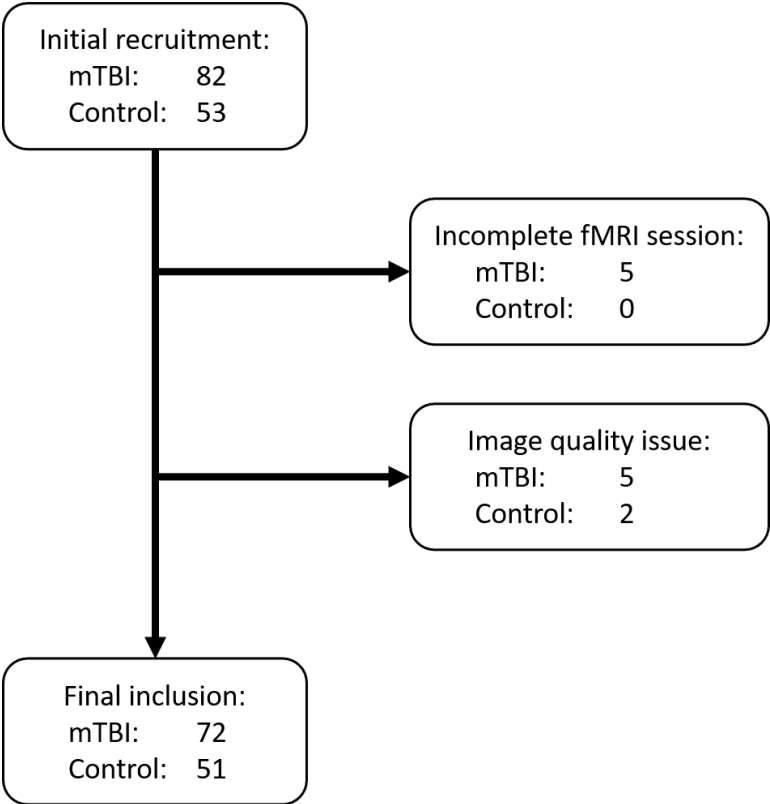 Initial recruitment:
mTBI: 82
Control: 53
Incomplete fMRI session:
mTBI: 5
Control: 0
Image quality issue:
mTBI: 5
Control: 2
Final inclusion:
mTBI: 72
Control: 51